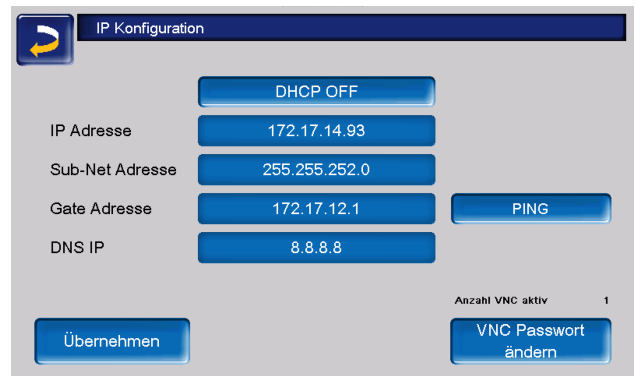 IP Konfiguration
DHCP OFF
IP Adresse 172.17.14.93
Sub-Net Adresse 255.255.252.0
Gate Adresse 172.17.12.1 PING
DNS IP 8.8.8.8
Anzahl VNC aktiv 1
Übernehmen
VNC Passwort
ändern